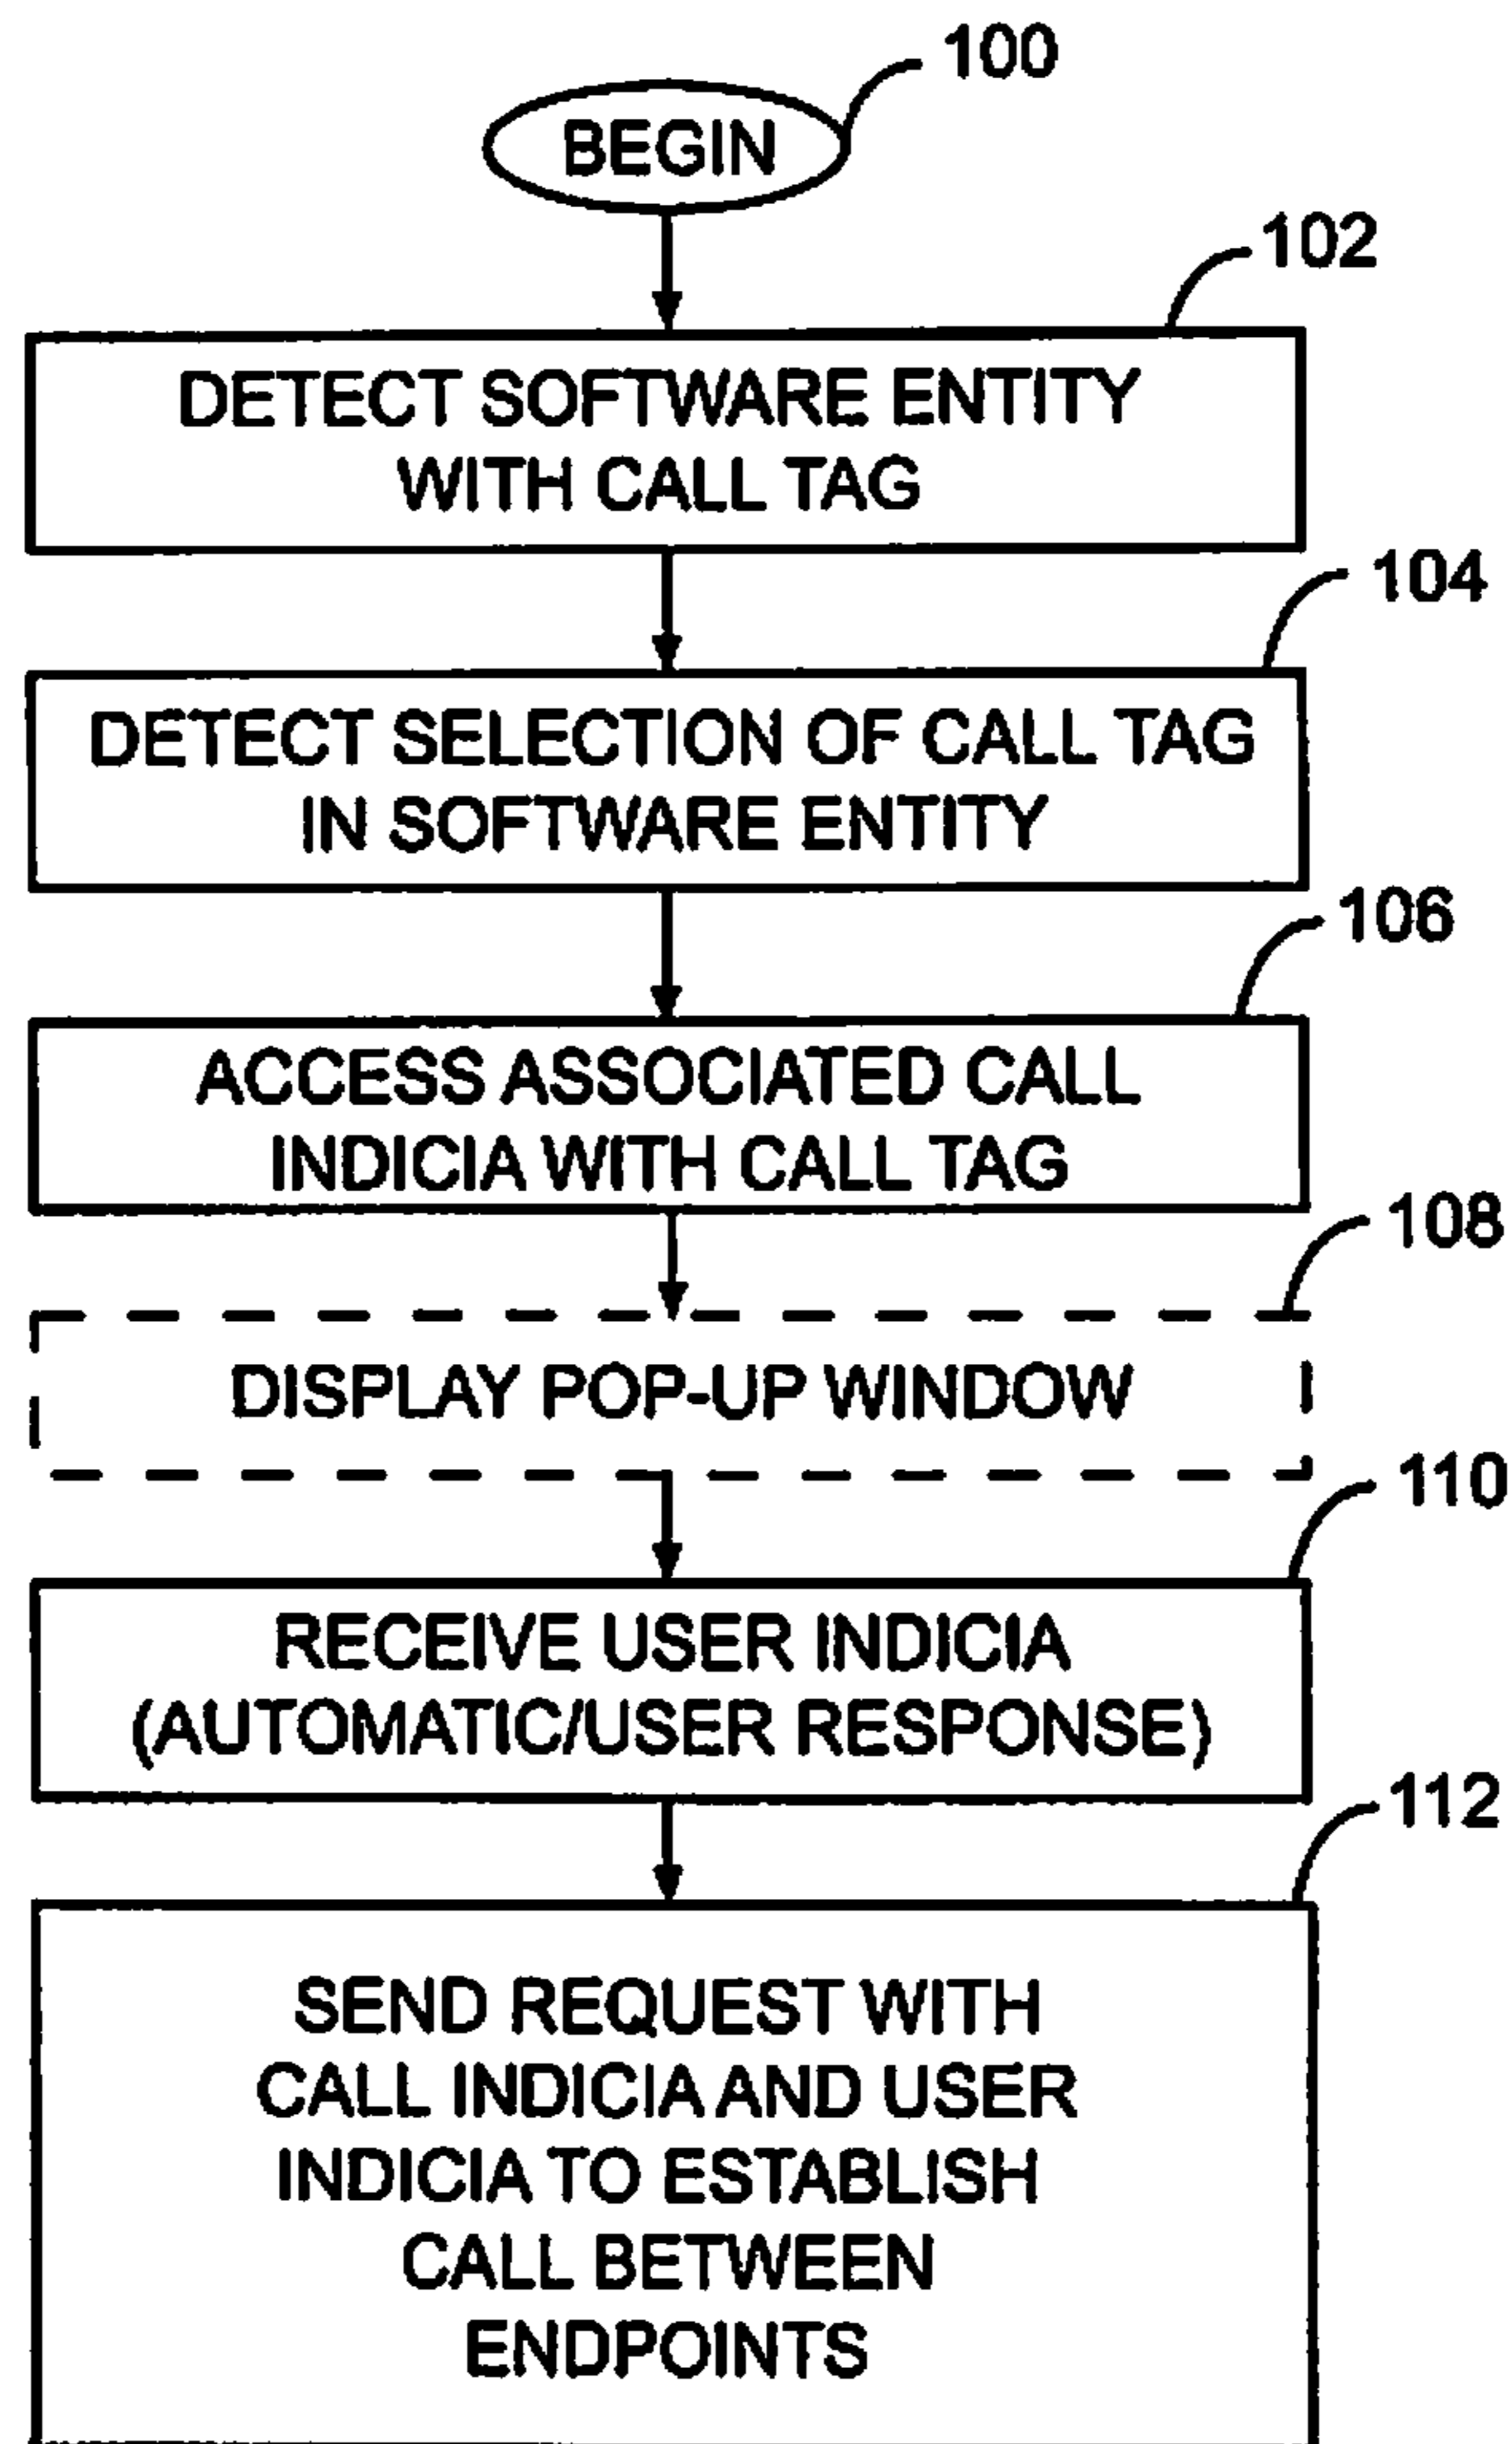 100
BEGIN
102
DETECT SOFTWARE ENTITY
WITH CALL TAG
104
DETECT SELECTION OF CALL TAG
IN SOFTWARE ENTITY
106
ACCESS ASSOCIATED CALL
INDICIA WITH CALL TAG
108
DISPLAY POP-UP WINDOW
110
RECEIVE USER INDICIA
(AUTOMATIC/USER RESPONSE)
112
SEND REQUEST WITH
CALL INDICIA AND USER
INDICIA TO ESTABLISH
CALL BETWEEN
ENDPOINTS